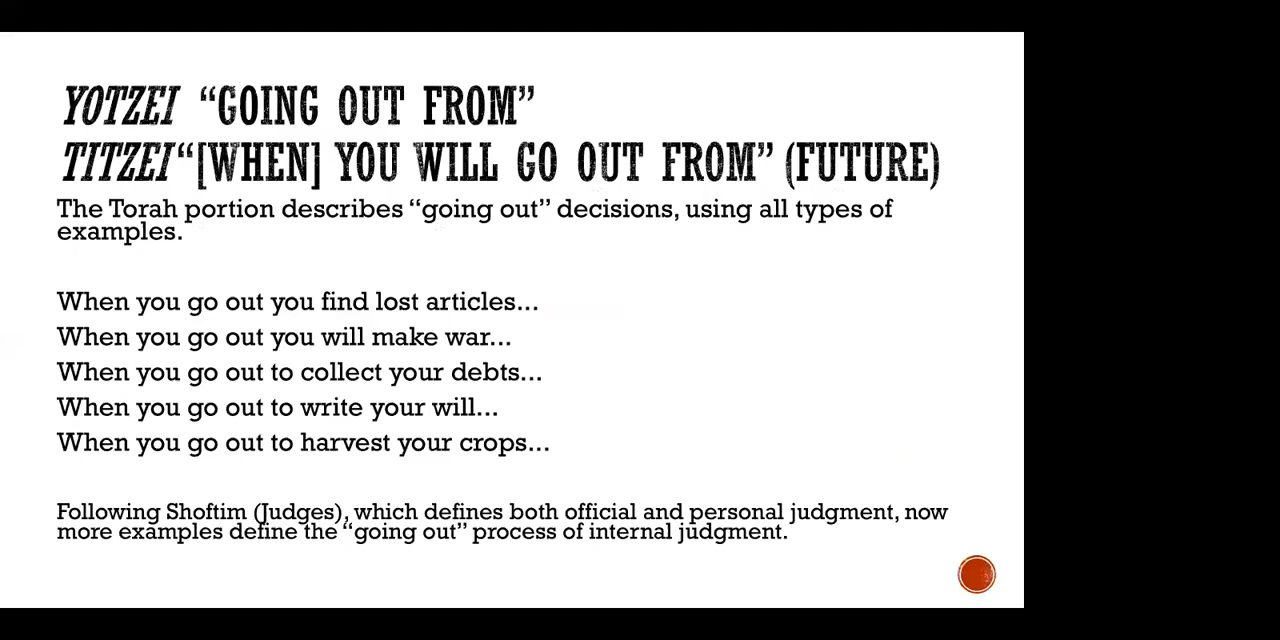 YOTZEI “GOING OUT FROM”
TITZEI “[WHEN] YOU WILL GO OUT FROM” (FUTURE)
The Torah portion describes “going out” decisions, using all types of
examples.
When you go out you find lost articles…
When you go out you will make war…
When you go out to collect your debts…
When you go out to write your will…
When you go out to harvest your crops…
Following Shoftim (Judges), which defines both official and personal judgment, now
more examples define the “going out” process of internal judgment.